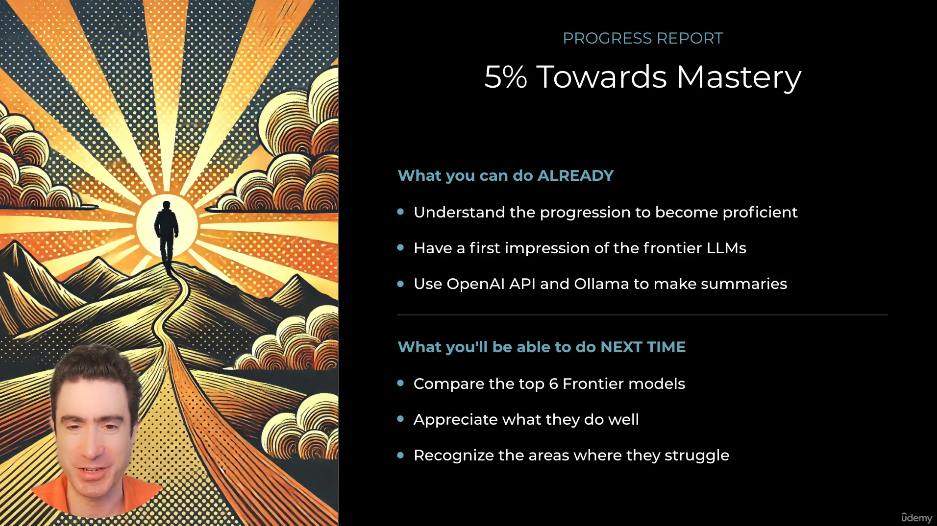 PROGRESS REPORT
5% Towards Mastery
What you can do ALREADY
Understand the progression to become proficient
Have a first impression of the frontier LLMs
Use OpenAI API and Ollama to make summaries
What you'll be able to do NEXT TIME
Compare the top 6 Frontier models
Appreciate what they do well
Recognize the areas where they struggle
udemy